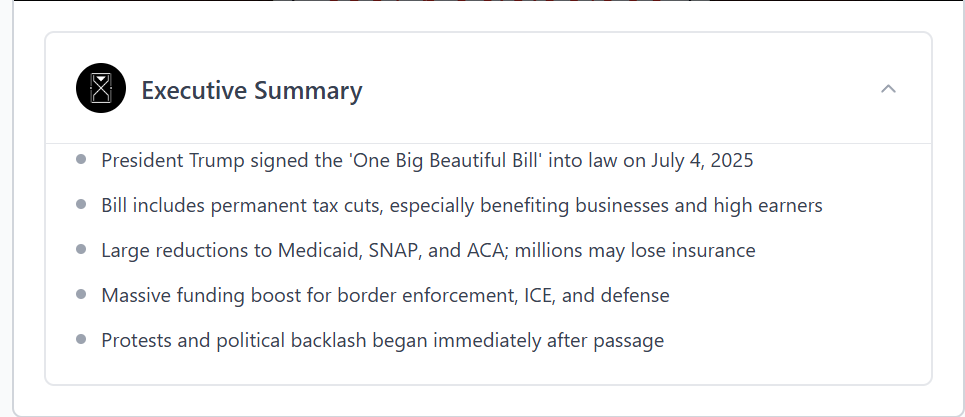 Executive Summary
President Trump signed the 'One Big Beautiful Bill' into law on July 4, 2025
Bill includes permanent tax cuts, especially benefiting businesses and high earners
Large reductions to Medicaid, SNAP, and ACA; millions may lose insurance
Massive funding boost for border enforcement, ICE, and defense
Protests and political backlash began immediately after passage